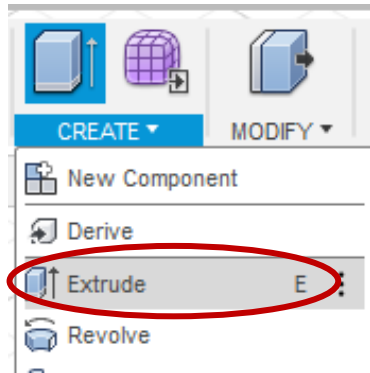 CREATE ▼ MODIFY ▼
New Component
Derive
Extrude E
Revolve